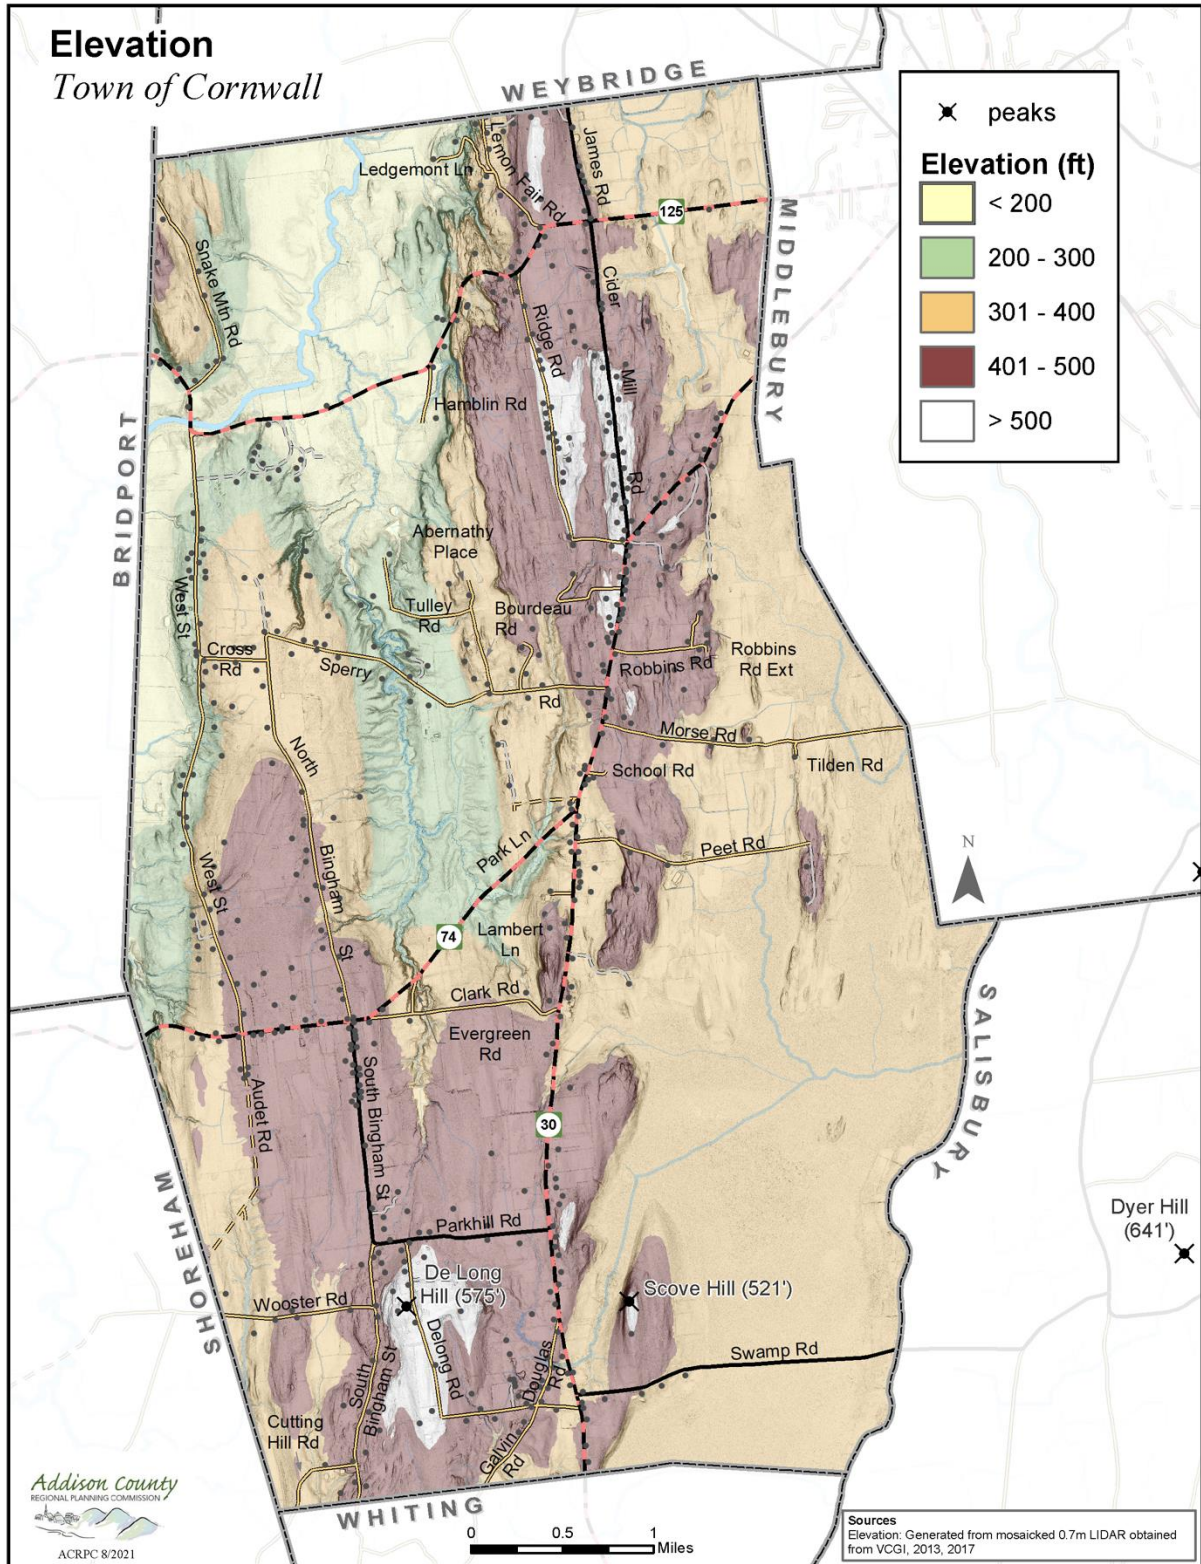 Elevation
Town of Cornwall
WEYBRIDGE
peaks
Elevation (ft)
< 200
200 - 300
301 - 400
401 - 500
> 500
Ledgemont Ln
Lemon Fair Rd
James Rd
125
MIDDLEBURY
Snake Mtn Rd
Ridge Rd
Cider
Mill
Rd
Hamblin Rd
BRIDPORT
Abernathy
Place
West St
Tulley
Rd
Bourdeau
Rd
Cross
Rd
Sperry
Rd
Robbins Rd
Robbins
Rd Ext
North
Bingham
St
Morse Rd
Tilden Rd
School Rd
West St
Park Ln
Peet Rd
N
74
Lambert
Ln
Clark Rd
Evergreen
Rd
SALISBURY
Audet Rd
South Bingham St
30
SHOREHAM
Parkhill Rd
Dyer Hill
(641')
De Long
Hill (575')
Scove Hill (521')
Wooster Rd
Delong Rd
Douglas
Rd
Swamp Rd
South
Bingham St
Cutting
Hill Rd
Galvin
Rd
WHITING
Addison County
REGIONAL PLANNING COMMISSION
ACRPC 8/2021
0 0.5 1
Miles
Sources
Elevation: Generated from mosaicked 0.7m LIDAR obtained
from VCGI, 2013, 2017